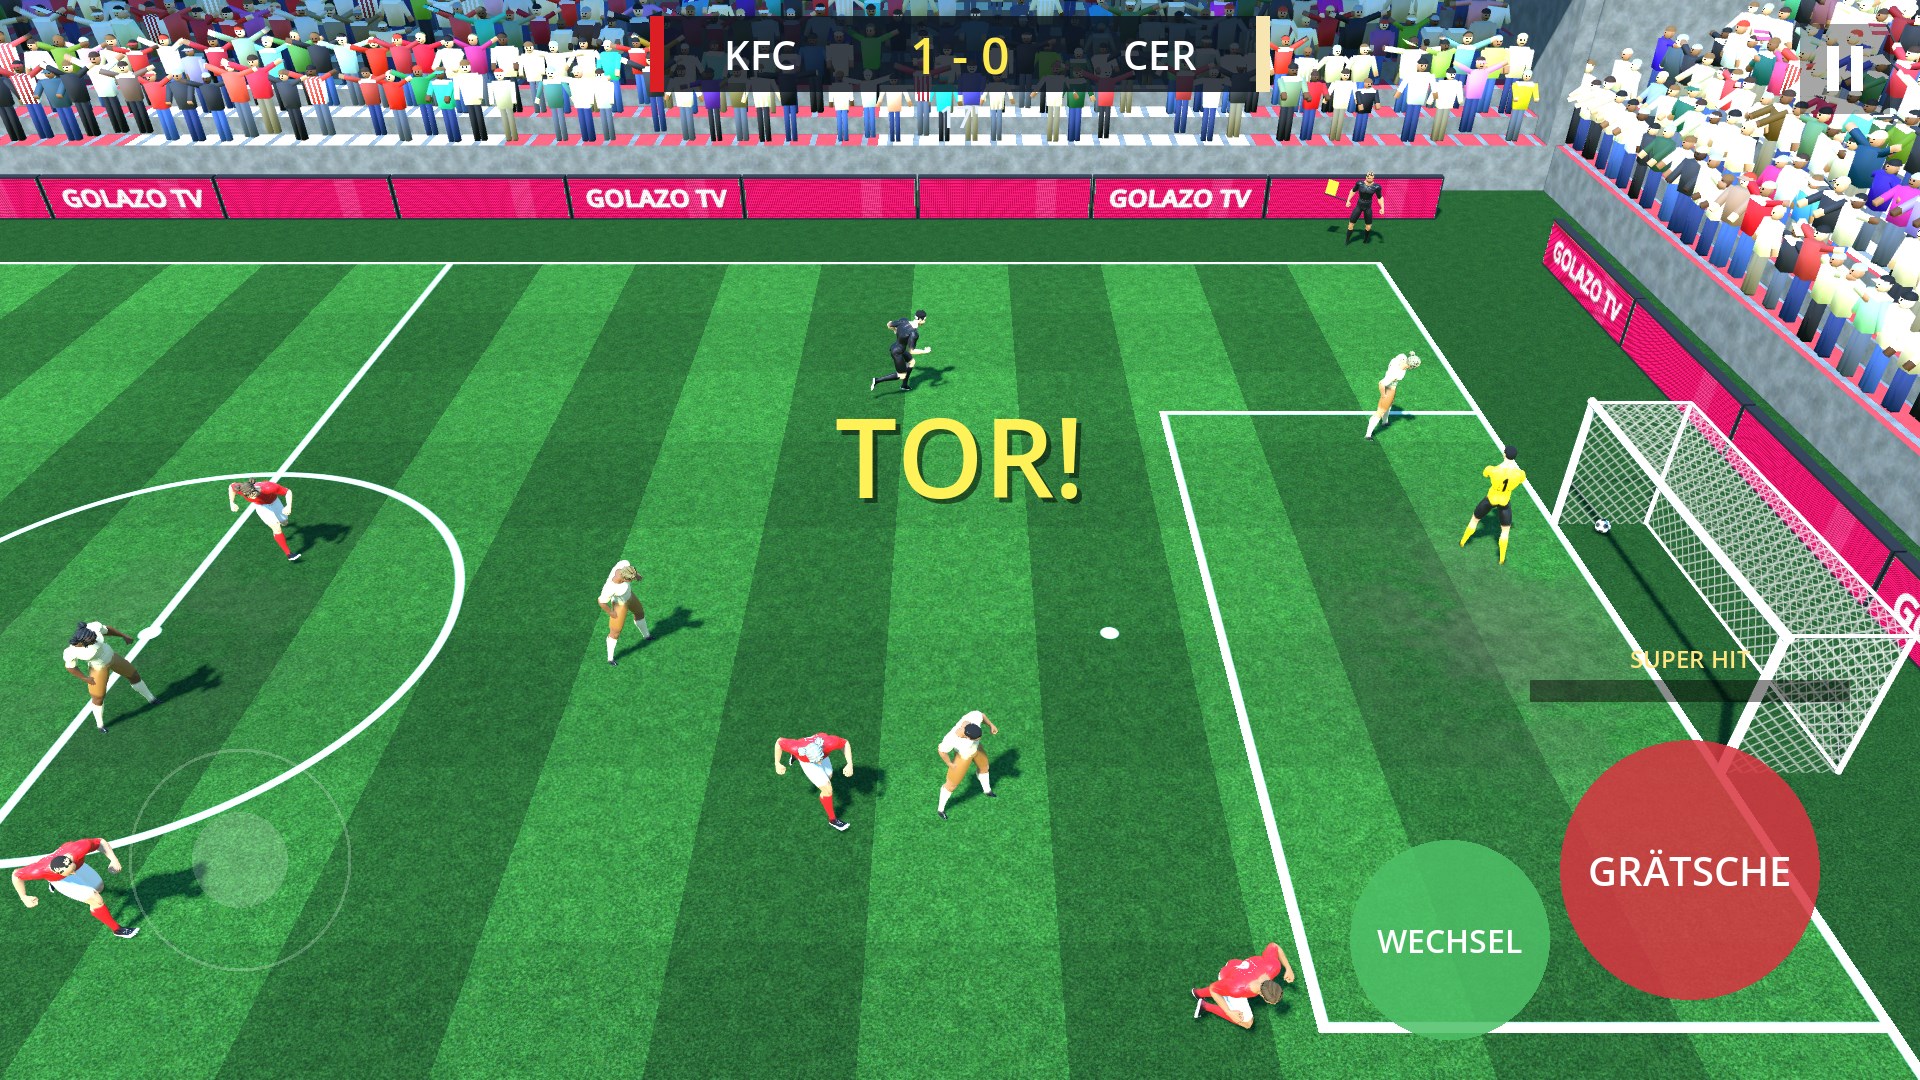 KFC 1 - 0 CER
GOLAZO TV GOLAZO TV GOLAZO TV
GOLAZO TV
TOR!
1
SUPER HIT
GRÄTSCHE
WECHSEL